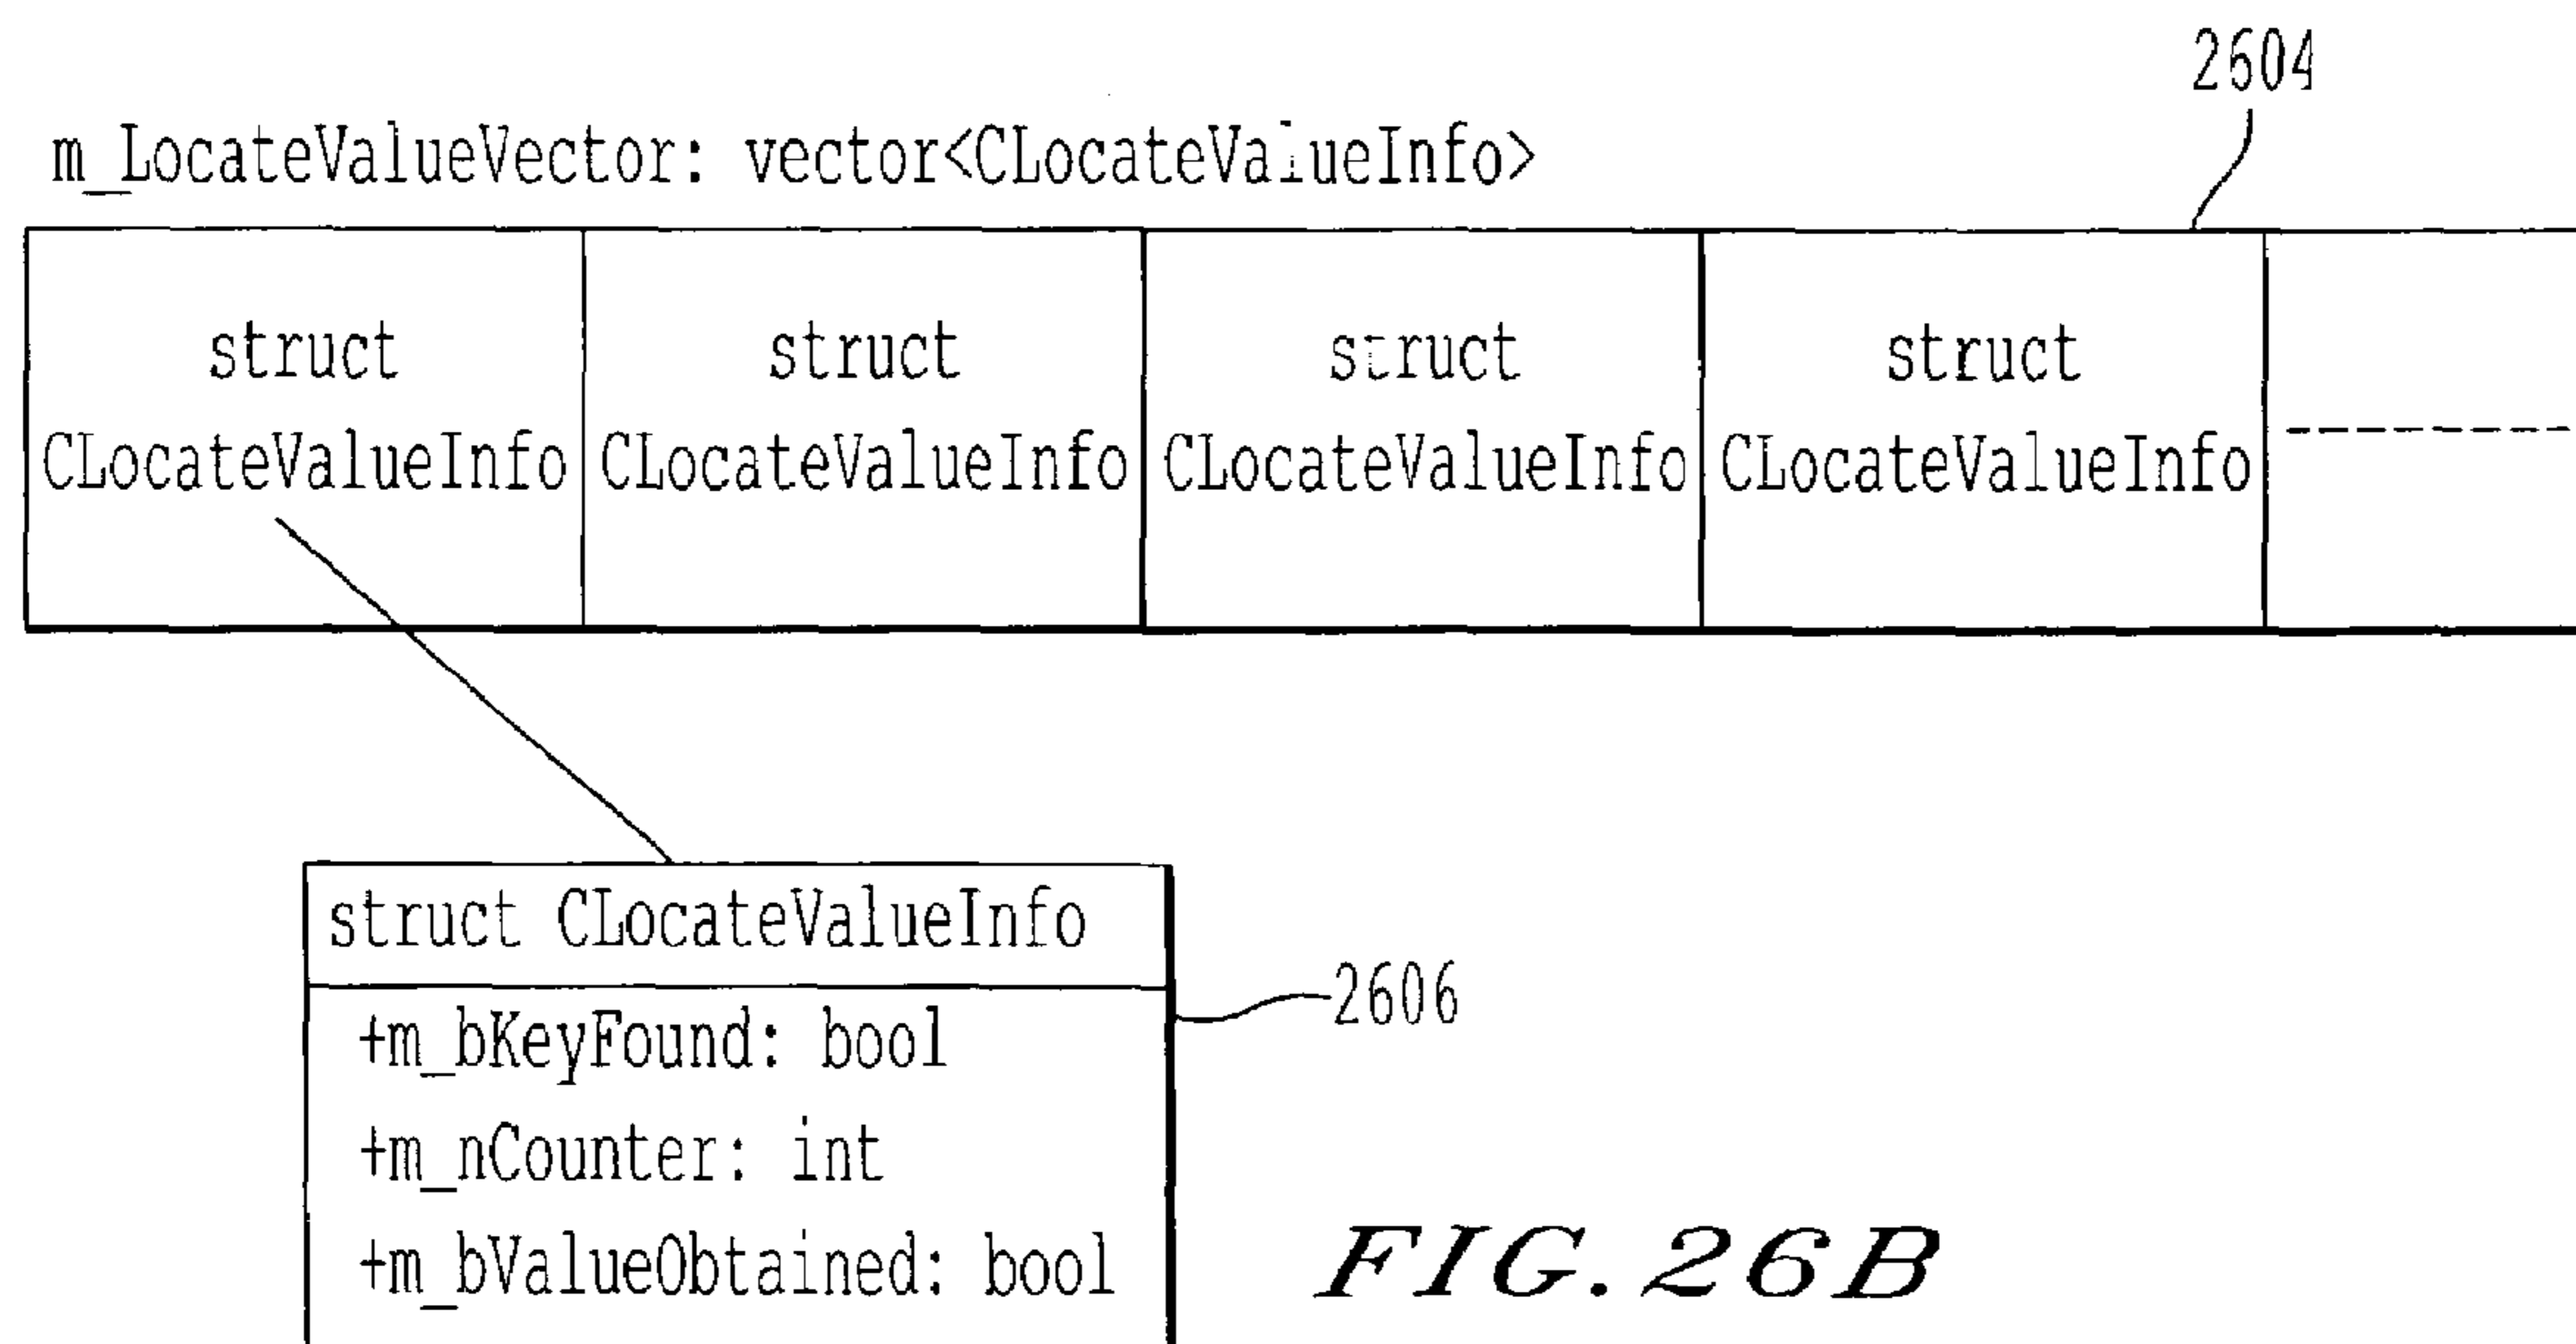 2604
m_LocateValueVector: vector<CLocateValueInfo>
struct
CLocateValueInfo
struct
CLocateValueInfo
struct
CLocateValueInfo
struct
CLocateValueInfo
struct CLocateValueInfo
+m_bKeyFound: bool
2606
+m_nCounter: int
+m_bValueObtained: bool
FIG. 26B